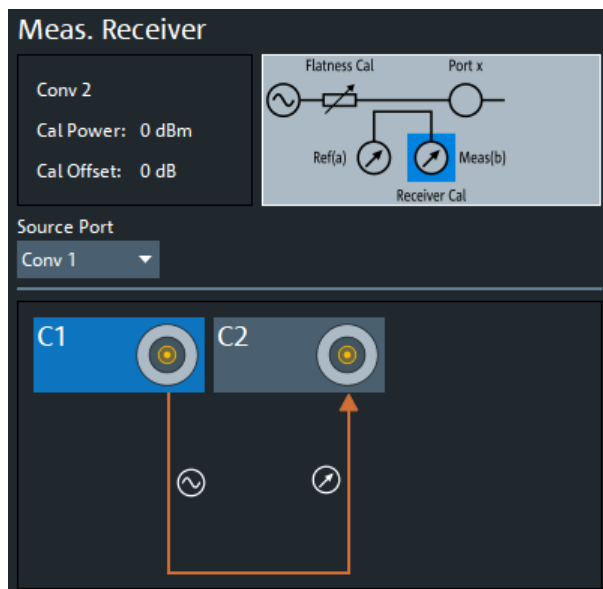 Meas. Receiver
Conv 2
Cal Power: 0 dBm
Cal Offset: 0 dB
Flatness Cal Port x
Ref(a) Meas(b)
Receiver Cal
Source Port
Conv 1
C1 C2